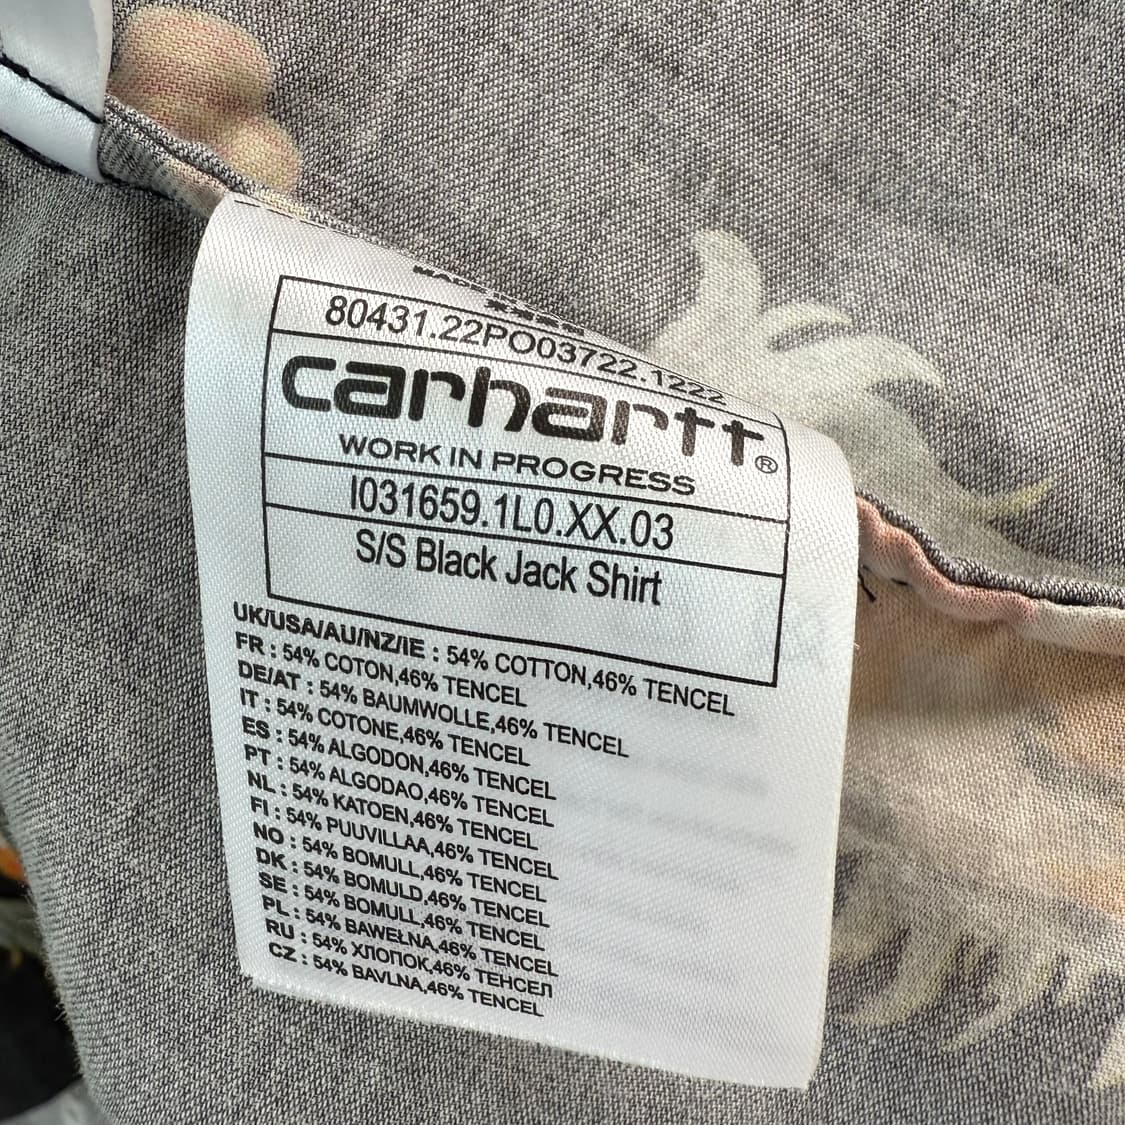 80431.22PO03722.1222
carhartt®
WORK IN PROGRESS
I031659.1L0.XX.03
S/S Black Jack Shirt
UK/USA/AU/NZ/IE : 54% COTTON,46% TENCEL
FR : 54% COTON,46% TENCEL
DE/AT : 54% BAUMWOLLE,46% TENCEL
IT : 54% COTONE,46% TENCEL
ES : 54% ALGODON,46% TENCEL
PT : 54% ALGODAO,46% TENCEL
NL : 54% KATOEN,46% TENCEL
FI : 54% PUUVILLAA,46% TENCEL
NO : 54% BOMULL,46% TENCEL
DK : 54% BOMULD,46% TENCEL
SE : 54% BOMULL,46% TENCEL
PL : 54% BAWEŁNA,46% TENCEL
RU : 54% ХЛОПОК,46% ТЕНСЕЛ
CZ : 54% BAVLNA,46% TENCEL